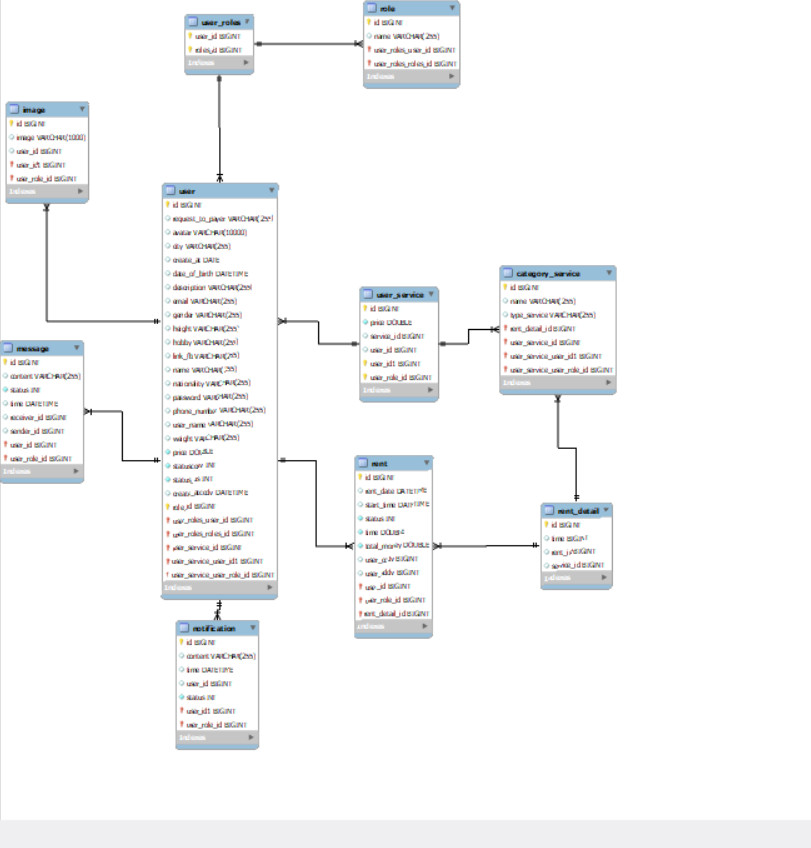 user_roles
user_id BIGINT
roles_id BIGINT
Indexes
role
id BIGINT
name VARCHAR(255)
user_roles_user_id BIGINT
user_roles_roles_id BIGINT
Indexes
image
id BIGINT
image VARCHAR(1000)
user_id BIGINT
user_id1 BIGINT
user_role_id BIGINT
Indexes
user
id BIGINT
request_to_payer VARCHAR(255)
avatar VARCHAR(10000)
city VARCHAR(255)
create_at DATE
date_of_birth DATETIME
description VARCHAR(255)
email VARCHAR(255)
gender VARCHAR(255)
height VARCHAR(255)
hobby VARCHAR(255)
link_fb VARCHAR(255)
name VARCHAR(255)
nationality VARCHAR(255)
password VARCHAR(255)
phone_number VARCHAR(255)
user_name VARCHAR(255)
weight VARCHAR(255)
price DOUBLE
INT
INT
DATETIME
role_id BIGINT
user_roles_user_id BIGINT
user_roles_roles_id BIGINT
user_service_id BIGINT
user_service_user_id1 BIGINT
user_service_user_role_id BIGINT
Indexes
user_service
id BIGINT
price DOUBLE
service_id BIGINT
user_id BIGINT
user_id1 BIGINT
user_role_id BIGINT
Indexes
category_service
id BIGINT
name VARCHAR(255)
type_service VARCHAR(255)
rent_detail_id BIGINT
user_service_id BIGINT
user_service_user_id1 BIGINT
user_service_user_role_id BIGINT
Indexes
message
id BIGINT
content VARCHAR(255)
status INT
time DATETIME
receiver_id BIGINT
sender_id BIGINT
user_id BIGINT
user_role_id BIGINT
Indexes
rent
id BIGINT
rent_date DATETIME
start_time DATETIME
status INT
time DOUBLE
total_money DOUBLE
BIGINT
BIGINT
user_id BIGINT
user_role_id BIGINT
rent_detail_id BIGINT
Indexes
rent_detail
id BIGINT
time BIGINT
rent_id BIGINT
service_id BIGINT
Indexes
notification
id BIGINT
content VARCHAR(255)
time DATETIME
user_id BIGINT
status INT
user_id1 BIGINT
user_role_id BIGINT
Indexes